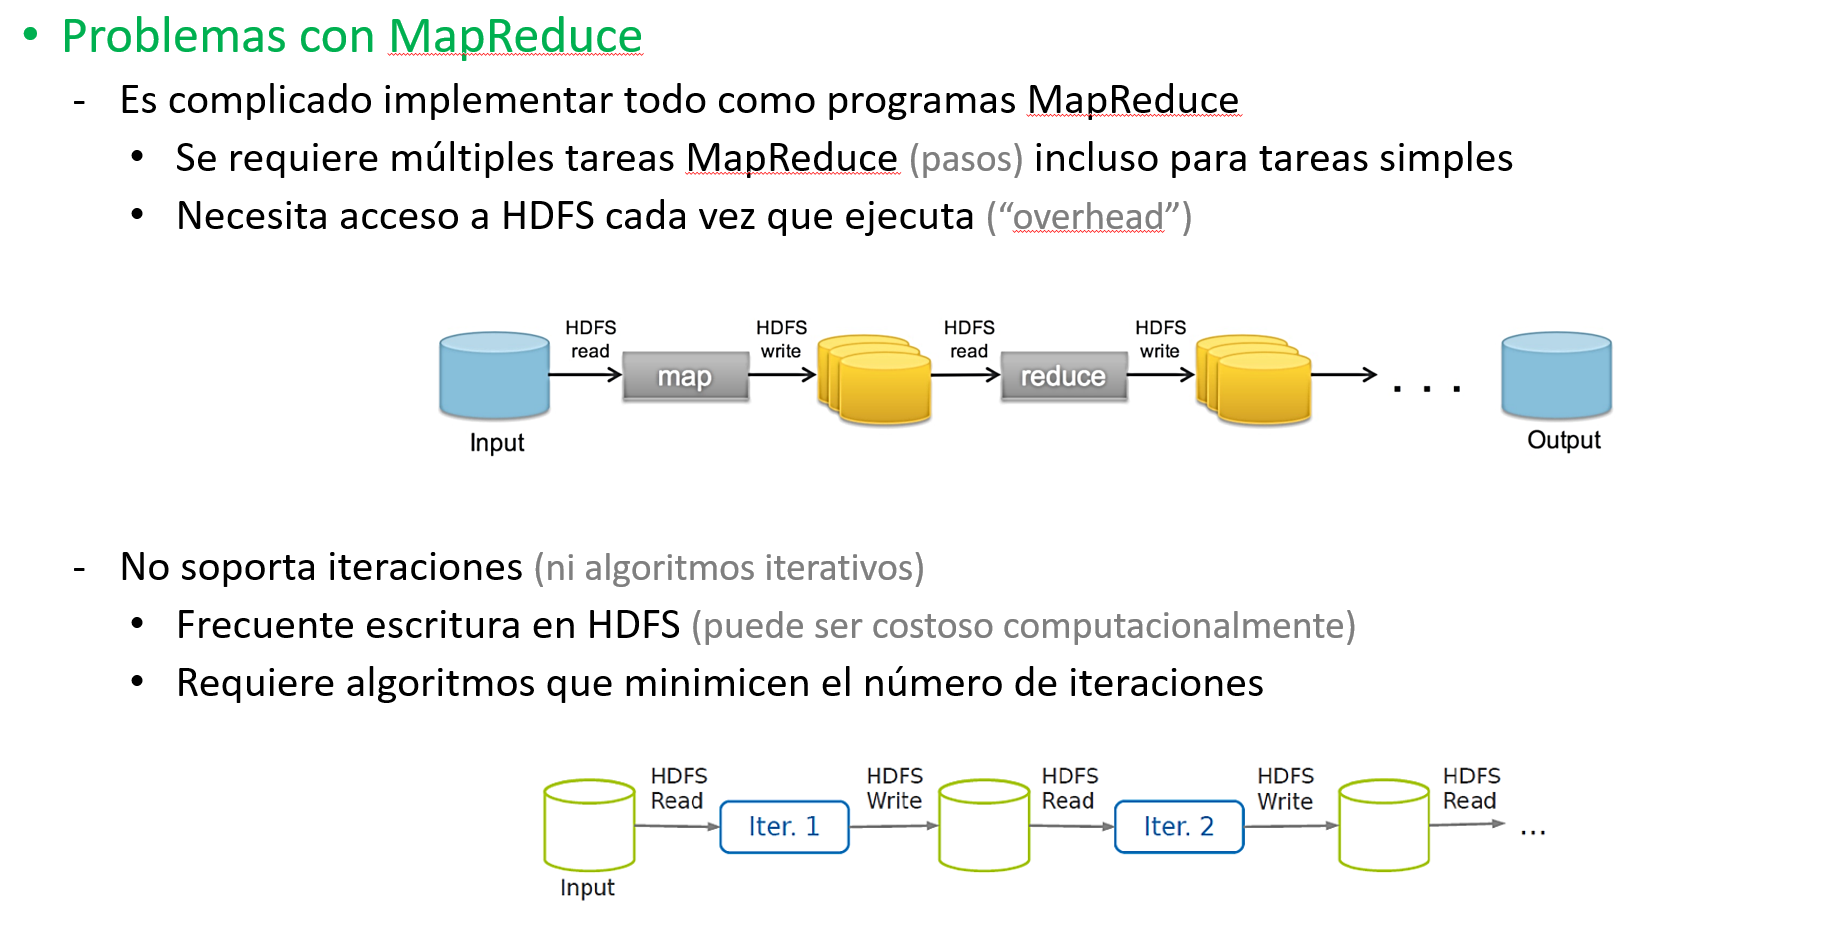 • Problemas con MapReduce
- Es complicado implementar todo como programas MapReduce
• Se requiere múltiples tareas MapReduce (pasos) incluso para tareas simples
• Necesita acceso a HDFS cada vez que ejecuta (“overhead”)
HDFS
read
HDFS
write
HDFS
read
HDFS
write
map
reduce
. . .
Input
Output
- No soporta iteraciones (ni algoritmos iterativos)
• Frecuente escritura en HDFS (puede ser costoso computacionalmente)
• Requiere algoritmos que minimicen el número de iteraciones
HDFS
Read
HDFS
Write
HDFS
Read
HDFS
Write
HDFS
Read
Iter. 1
Iter. 2
...
Input